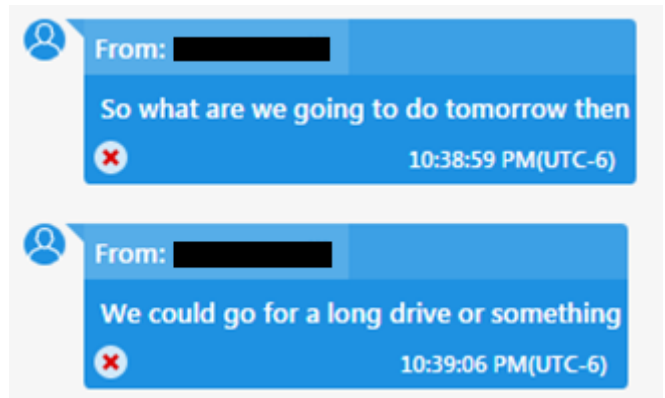 From:
So what are we going to do tomorrow then
10:38:59 PM(UTC-6)
From:
We could go for a long drive or something
10:39:06 PM(UTC-6)